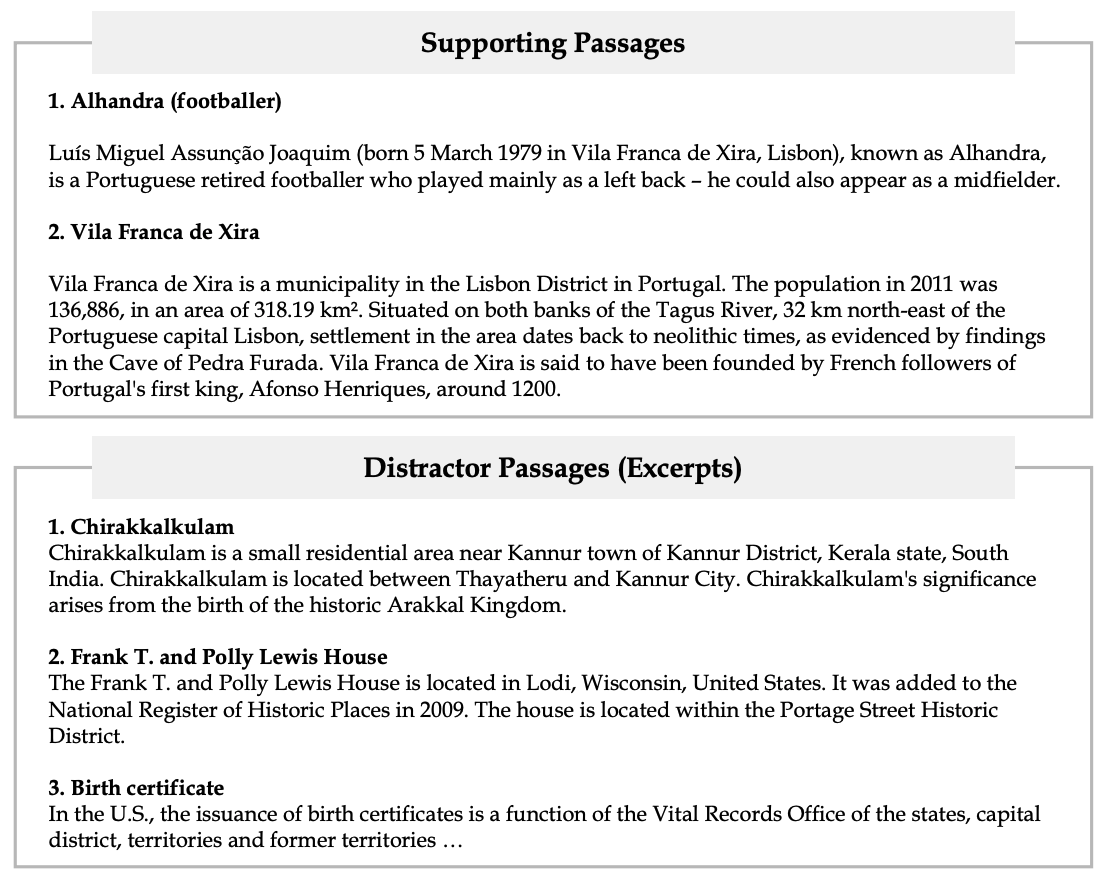 Supporting Passages
1. Alhandra (footballer)
Luís Miguel Assunção Joaquim (born 5 March 1979 in Vila Franca de Xira, Lisbon), known as Alhandra,
is a Portuguese retired footballer who played mainly as a left back – he could also appear as a midfielder.
2. Vila Franca de Xira
Vila Franca de Xira is a municipality in the Lisbon District in Portugal. The population in 2011 was
136,886, in an area of 318.19 km². Situated on both banks of the Tagus River, 32 km north-east of the
Portuguese capital Lisbon, settlement in the area dates back to neolithic times, as evidenced by findings
in the Cave of Pedra Furada. Vila Franca de Xira is said to have been founded by French followers of
Portugal's first king, Afonso Henriques, around 1200.
Distractor Passages (Excerpts)
1. Chirakkalkulam
Chirakkalkulam is a small residential area near Kannur town of Kannur District, Kerala state, South
India. Chirakkalkulam is located between Thayatheru and Kannur City. Chirakkalkulam's significance
arises from the birth of the historic Arakkal Kingdom.
2. Frank T. and Polly Lewis House
The Frank T. and Polly Lewis House is located in Lodi, Wisconsin, United States. It was added to the
National Register of Historic Places in 2009. The house is located within the Portage Street Historic
District.
3. Birth certificate
In the U.S., the issuance of birth certificates is a function of the Vital Records Office of the states, capital
district, territories and former territories …